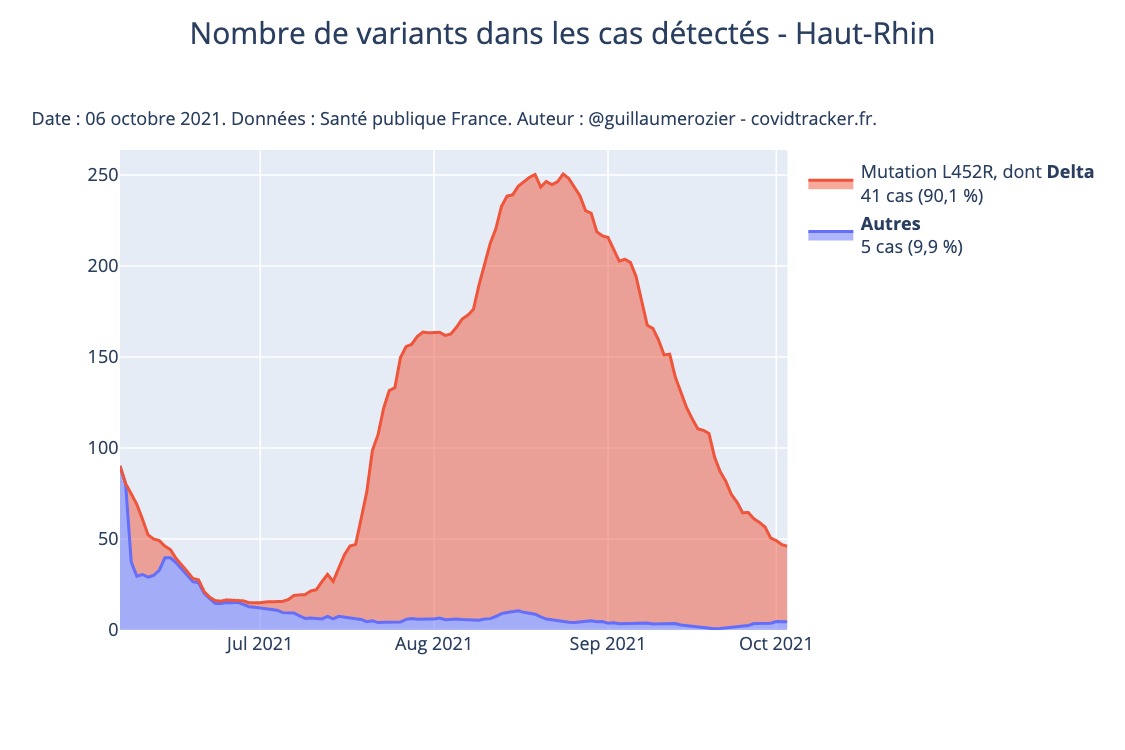 Nombre de variants dans les cas détectés - Haut-Rhin
Date : 06 octobre 2021. Données : Santé publique France. Auteur : @guillaumerozier - covidtracker.fr.
250
200
150
100
50
0
Jul 2021
Aug 2021
Sep 2021
Oct 2021
Mutation L452R, dont Delta
41 cas (90,1 %)
Autres
5 cas (9,9 %)